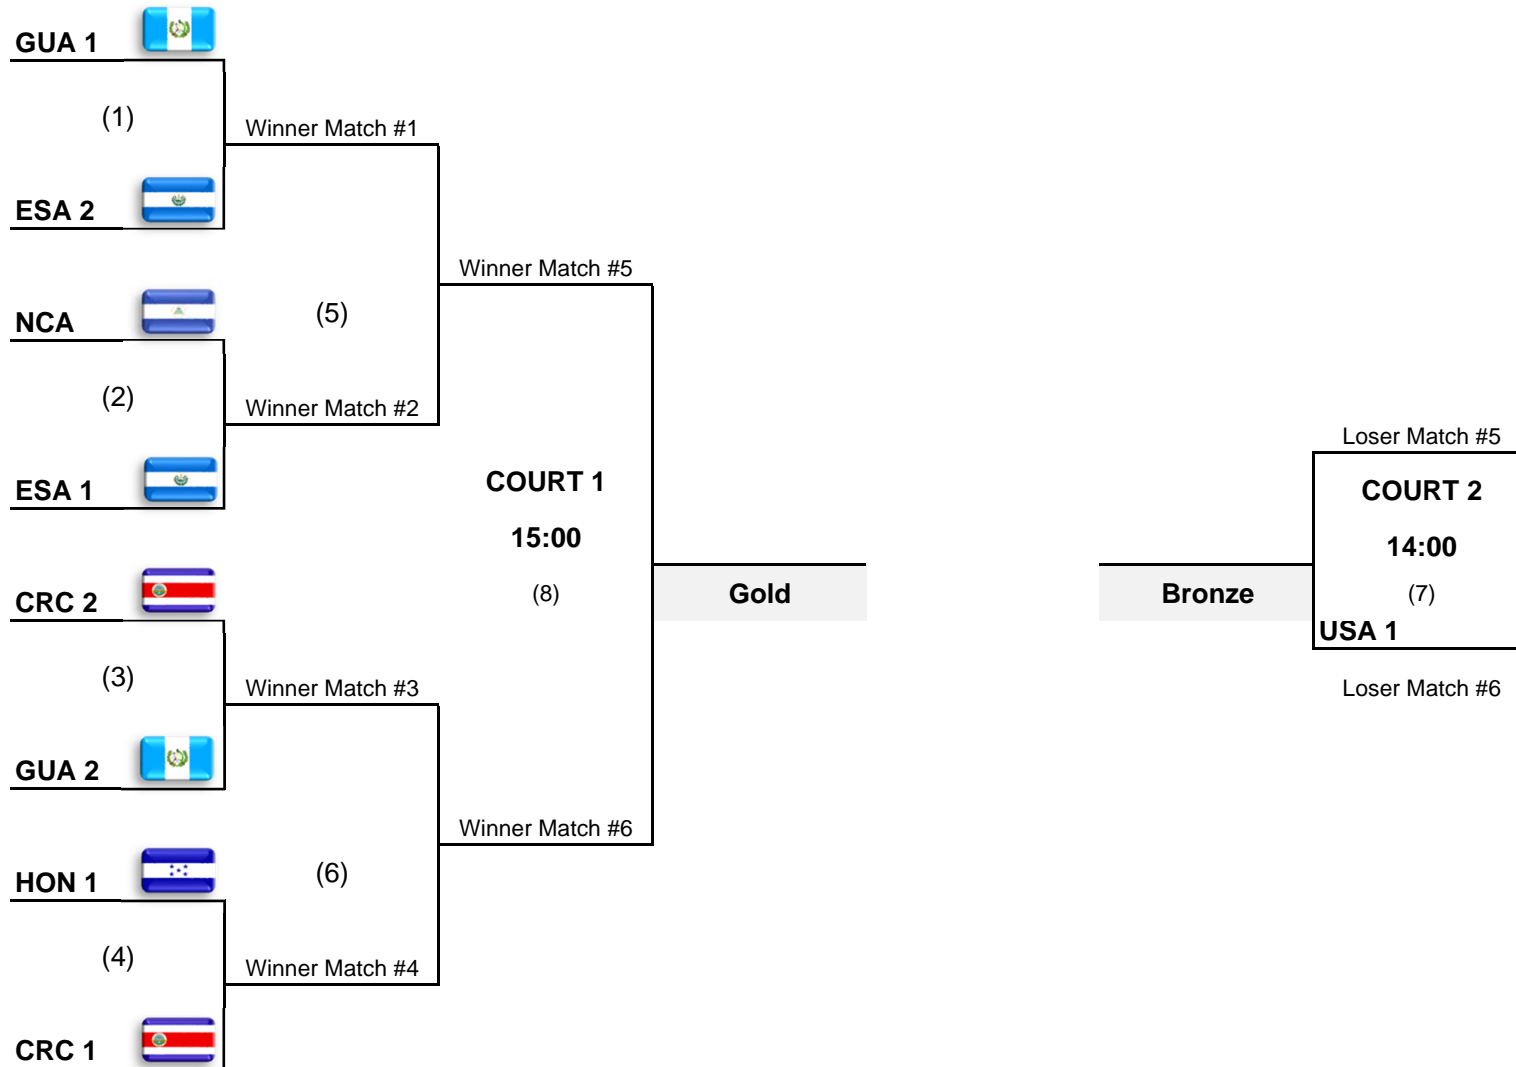 GUA 1
(1)
Winner Match #1
ESA 2
Winner Match #5
NCA
(5)
(2)
Winner Match #2
Loser Match #5
ESA 1
COURT 1
COURT 2
15:00
14:00
CRC 2
(8)
Gold
Bronze
(7)
USA 1
(3)
Winner Match #3
Loser Match #6
GUA 2
Winner Match #6
HON 1
(6)
(4)
Winner Match #4
CRC 1